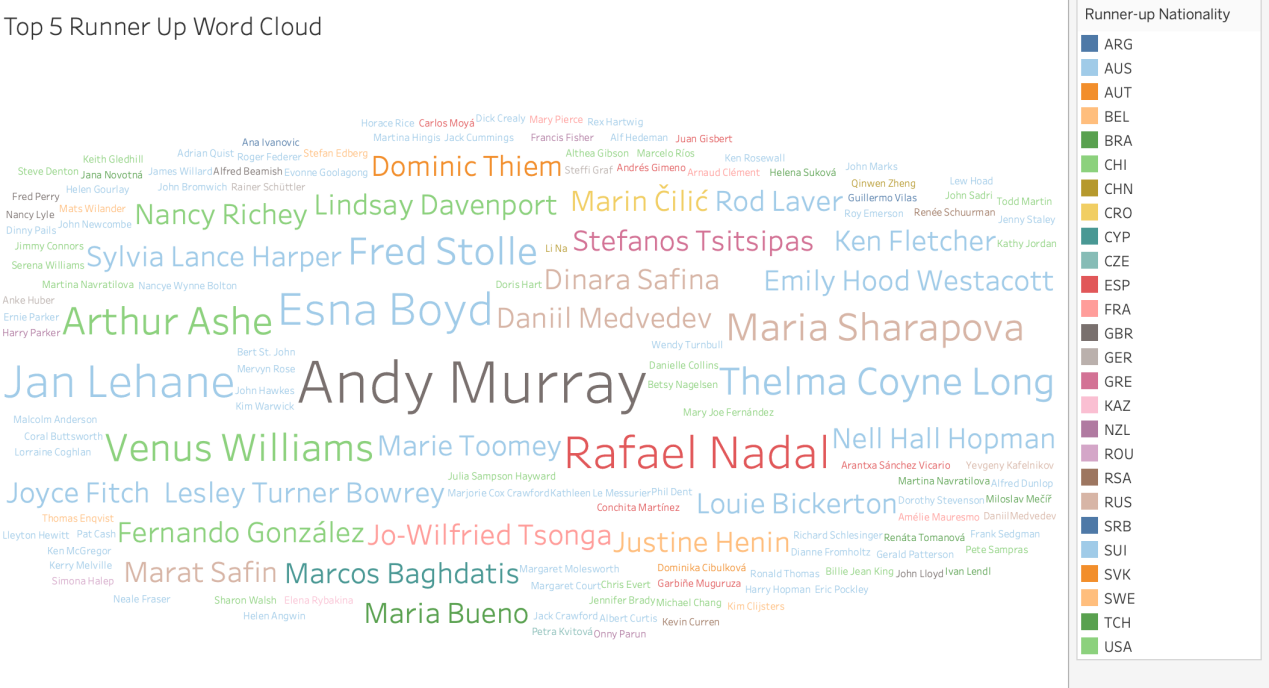 Top 5 Runner Up Word Cloud
Horace Rice Carlos Moyá Dick Crealy Mary Pierce Rex Hartwig
Martina Hingis Jack Cummings Francis Fisher Alf Hedeman Juan Gisbert
Ana Ivanovic
Keith Gledhill Adrian Quist Roger Federer Stefan Edberg Dominic Thiem Althea Gibson Marcelo Ríos Ken Rosewall
Steve Denton Jana Novotná James Willard Alfred Beamish Evonne Goolagong Steffi Graf Andrés Gimeno Arnaud Clément Helena Suková John Marks
Helen Gourlay John Bromwich Rainer Schüttler Qinwen Zheng Lew Hoad
Fred Perry Guillermo Vilas John Sadri Todd Martin
Nancy Lyle Mats Wilander Nancy Richey Lindsay Davenport Marin Čilić Rod Laver Roy Emerson Renée Schuurman Jenny Staley
Dinny Pails John Newcombe
Jimmy Connors Sylvia Lance Harper Fred Stolle Li Na Stefanos Tsitsipas Ken Fletcher Kathy Jordan
Serena Williams
Martina Navratilova Nancye Wynne Bolton Doris Hart Dinara Safina Emily Hood Westacott
Anke Huber
Ernie Parker Arthur Ashe Esna Boyd Daniil Medvedev Maria Sharapova
Harry Parker
Bert St. John Wendy Turnbull
Mervyn Rose Danielle Collins
Jan Lehane John Hawkes Andy Murray Betsy Nagelsen Thelma Coyne Long
Kim Warwick Mary Joe Fernández
Malcolm Anderson
Coral Buttsworth Venus Williams Marie Toomey Rafael Nadal Nell Hall Hopman
Lorraine Coghlan
Arantxa Sánchez Vicario Yevgeny Kafelnikov
Julia Sampson Hayward Martina Navratilova Alfred Dunlop
Joyce Fitch Lesley Turner Bowrey Marjorie Cox Crawford Kathleen Le Messurier Phil Dent Louie Bickerton Dorothy Stevenson Miloslav Mečíř
Conchita Martínez
Thomas Enqvist Amélie Mauresmo DaniilMedvedev
Lleyton Hewitt Pat Cash Fernando González Jo-Wilfried Tsonga Justine Henin Richard Schlesinger Renáta Tomanová Frank Sedgman
Ken McGregor Dianne Fromholtz Gerald Patterson Pete Sampras
Kerry Melville Marat Safin Marcos Baghdatis Margaret Molesworth Dominika Cibulková Ronald Thomas Billie Jean King John Lloyd Ivan Lendl
Simona Halep Margaret Court Chris Evert Garbiñe Muguruza Harry Hopman Eric Pockley
Neale Fraser Sharon Walsh Elena Rybakina Jennifer Brady Michael Chang Kim Clijsters
Helen Angwin Maria Bueno Jack Crawford Albert Curtis Kevin Curren
Petra Kvitová Onny Parun
Runner-up Nationality
ARG
AUS
AUT
BEL
BRA
CHI
CHN
CRO
CYP
CZE
ESP
FRA
GBR
GER
GRE
KAZ
NZL
ROU
RSA
RUS
SRB
SUI
SVK
SWE
TCH
USA